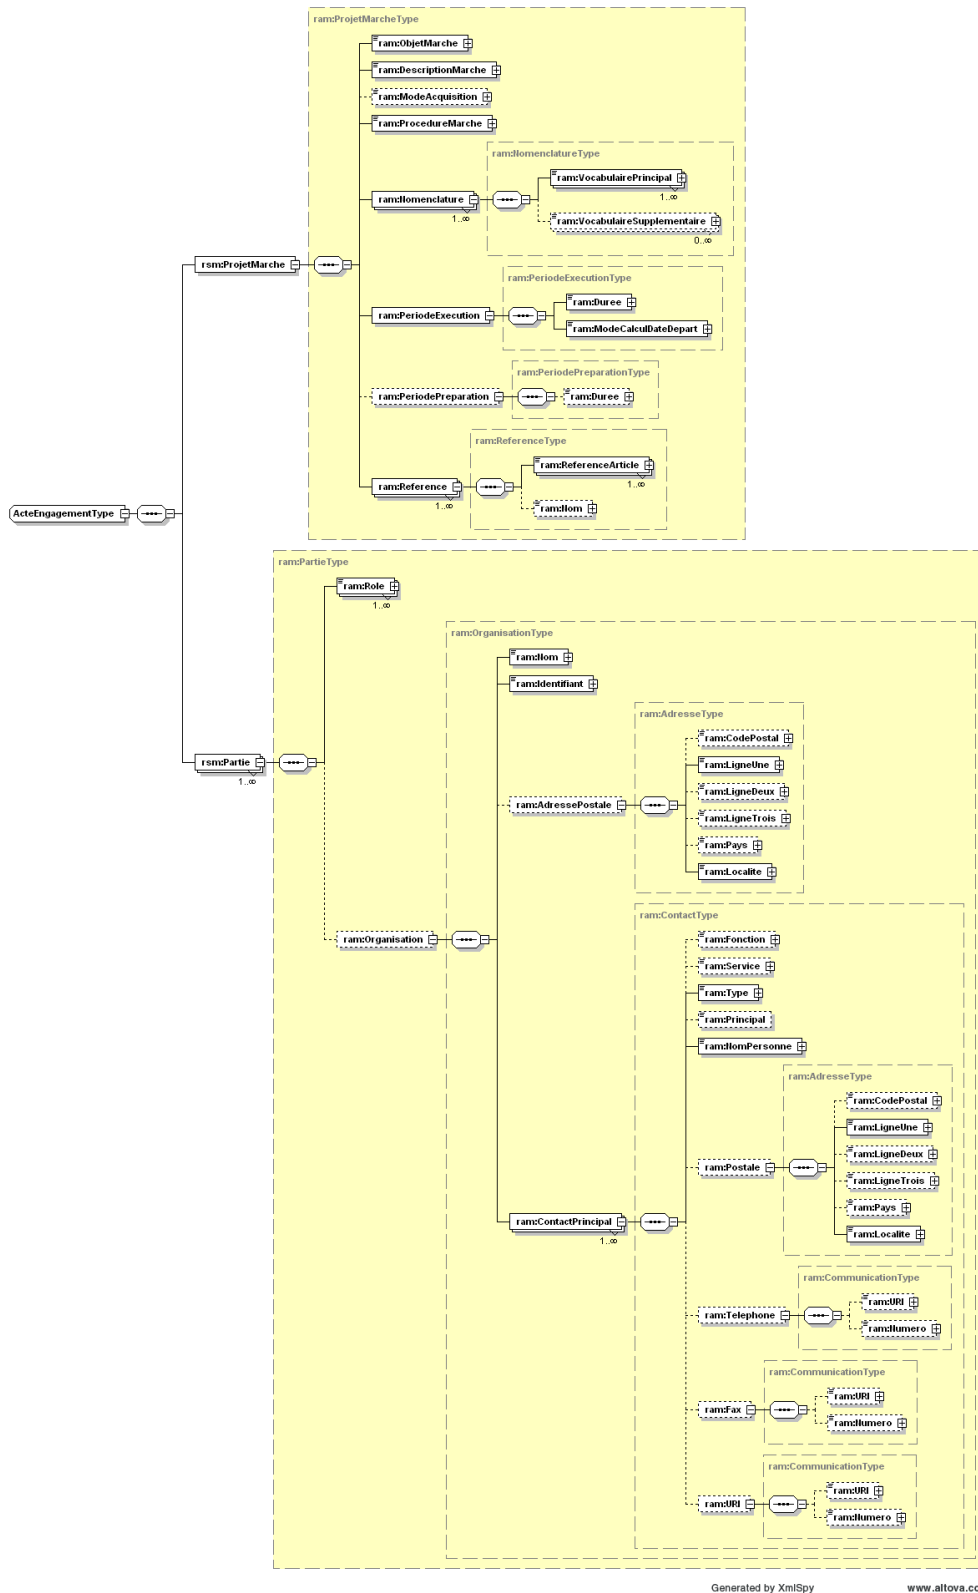 ram:ProjetMarcheType
ram:ObjetMarche
ram:DescriptionMarche
ram:ModeAcquisition
ram:ProcedureMarche
ram:NomenclatureType
ram:VocabulairePrincipal
1..∞
ram:Nomenclature
1..∞
ram:VocabulaireSupplementaire
0..∞
rsm:ProjetMarche
ram:PeriodeExecutionType
ram:Duree
ram:PeriodeExecution
ram:ModeCalculDateDepart
ram:PeriodePreparationType
ram:PeriodePreparation
ram:Duree
ram:ReferenceType
ram:ReferenceArticle
1..∞
ram:Reference
1..∞
ram:Nom
ActeEngagementType
ram:PartieType
ram:Role
1..∞
ram:OrganisationType
ram:Nom
ram:Identifiant
ram:AdresseType
ram:CodePostal
rsm:Partie
1..∞
ram:LigneUne
ram:LigneDeux
ram:AdressePostale
ram:LigneTrois
ram:Pays
ram:Localite
ram:ContactType
ram:Organisation
ram:Fonction
ram:Service
ram:Type
ram:Principal
ram:NomPersonne
ram:AdresseType
ram:CodePostal
ram:LigneUne
ram:LigneDeux
ram:Postale
ram:LigneTrois
ram:Pays
ram:ContactPrincipal
1..∞
ram:Localite
ram:CommunicationType
ram:URI
ram:Telephone
ram:Numero
ram:CommunicationType
ram:URI
ram:Fax
ram:Numero
ram:CommunicationType
ram:URI
ram:URI
ram:Numero
Generated by XmlSpy
www.altova.co